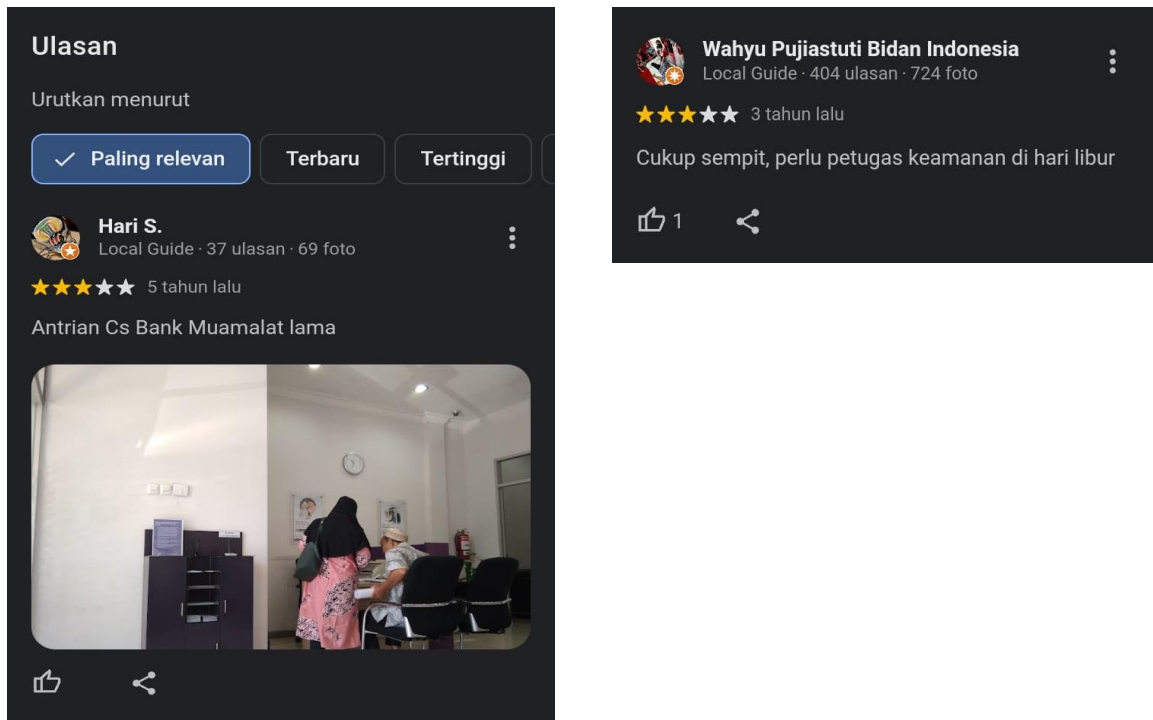 Ulasan
Urutkan menurut
Paling relevan
Terbaru
Tertinggi
Hari S.
Local Guide · 37 ulasan · 69 foto
5 tahun lalu
Antrian Cs Bank Muamalat lama
Wahyu Pujiastuti Bidan Indonesia
Local Guide · 404 ulasan · 724 foto
3 tahun lalu
Cukup sempit, perlu petugas keamanan di hari libur
1